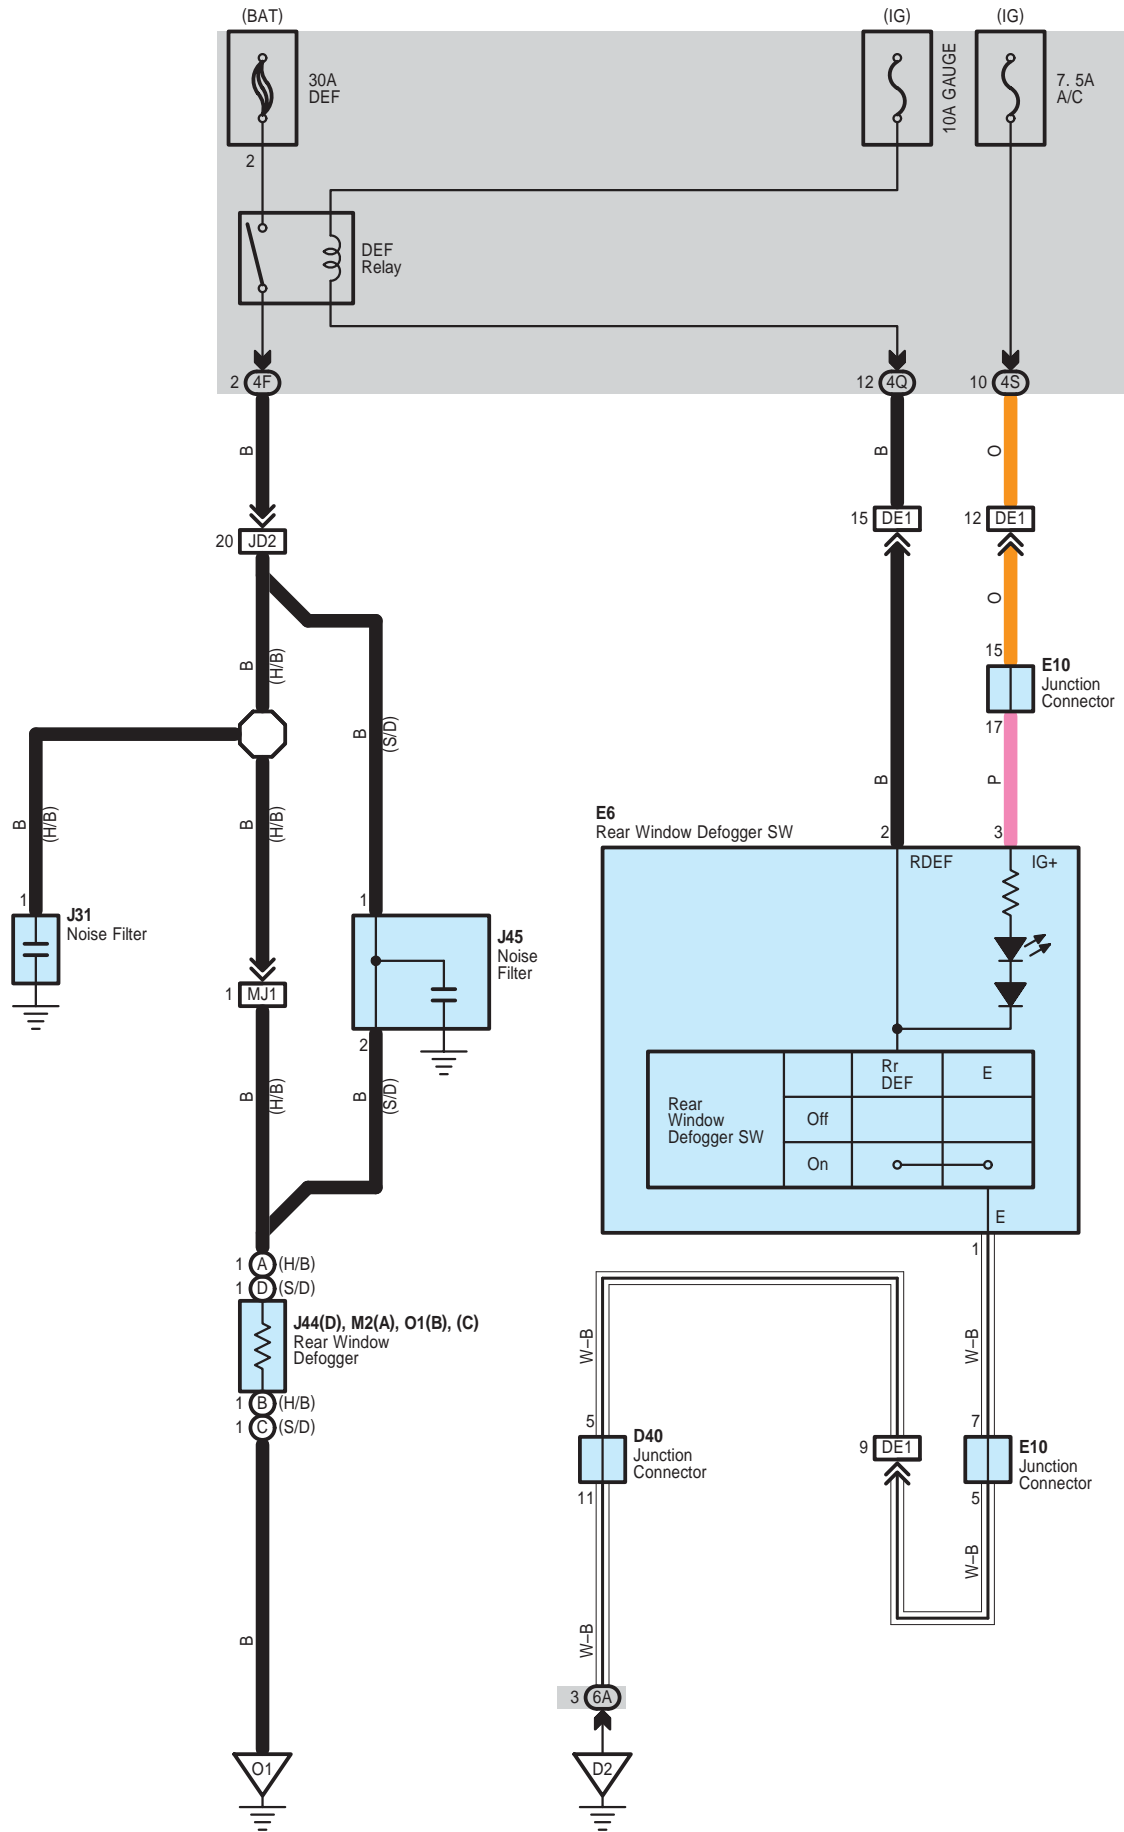 (BAT)
(IG)
(IG)
30A
DEF
10A GAUGE
7. 5A
A/C
2
DEF
Relay
2 4F
12 4Q
10 4S
B
B
O
20 JD2
15 DE1
12 DE1
O
B
(H/B)
15
E10
Junction
Connector
17
B
(S/D)
B
P
B
(H/B)
B
(H/B)
E6
Rear Window Defogger SW
2
3
RDEF
IG+
1
J31
Noise Filter
1
J45
Noise
Filter
1 MJ1
2
B
(H/B)
B
(S/D)
Rear
Window
Defogger SW
Rr
DEF
E
Off
On
E
1
1 A (H/B)
1 D (S/D)
J44(D), M2(A), O1(B), (C)
Rear Window
Defogger
1 B (H/B)
1 C (S/D)
W–B
W–B
5
D40
Junction
Connector
11
9 DE1
7
E10
Junction
Connector
5
W–B
B
W–B
3 6A
O1
D2